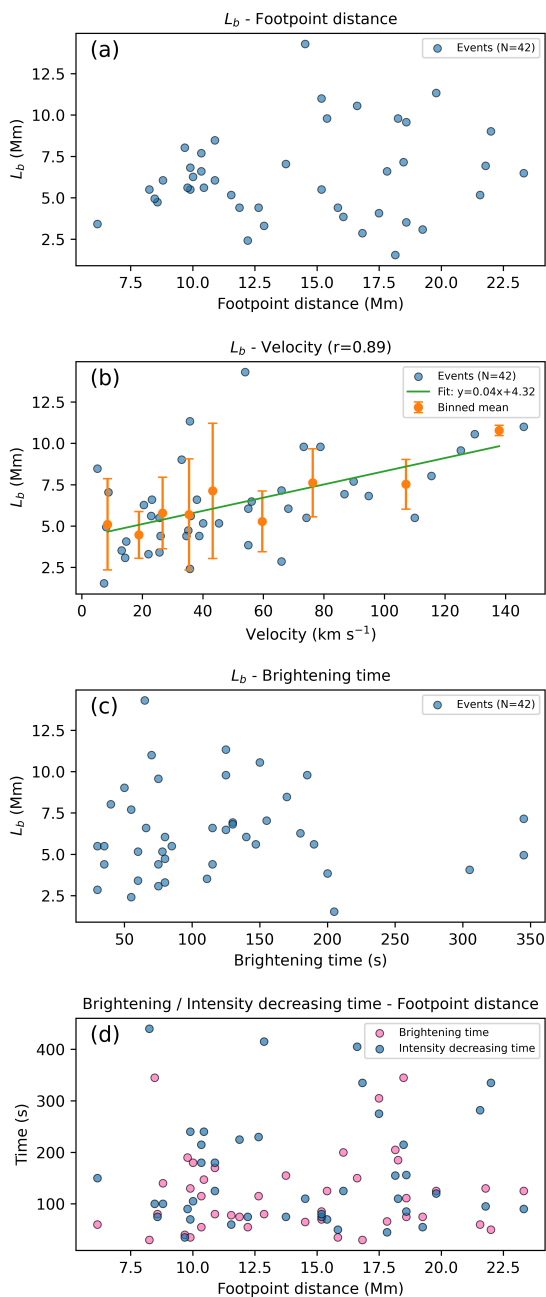 L_b - Footpoint distance
(a)
Events (N=42)
12.5
10.0
7.5
5.0
2.5
L_b (Mm)
7.5 10.0 12.5 15.0 17.5 20.0 22.5
Footpoint distance (Mm)
L_b - Velocity (r=0.89)
(b)
Events (N=42)
Fit: y=0.04x+4.32
Binned mean
12.5
10.0
7.5
5.0
2.5
L_b (Mm)
0 20 40 60 80 100 120 140
Velocity (km s⁻¹)
L_b - Brightening time
(c)
Events (N=42)
12.5
10.0
7.5
5.0
2.5
L_b (Mm)
50 100 150 200 250 300 350
Brightening time (s)
Brightening / Intensity decreasing time - Footpoint distance
(d)
Brightening time
Intensity decreasing time
400
300
200
100
Time (s)
7.5 10.0 12.5 15.0 17.5 20.0 22.5
Footpoint distance (Mm)